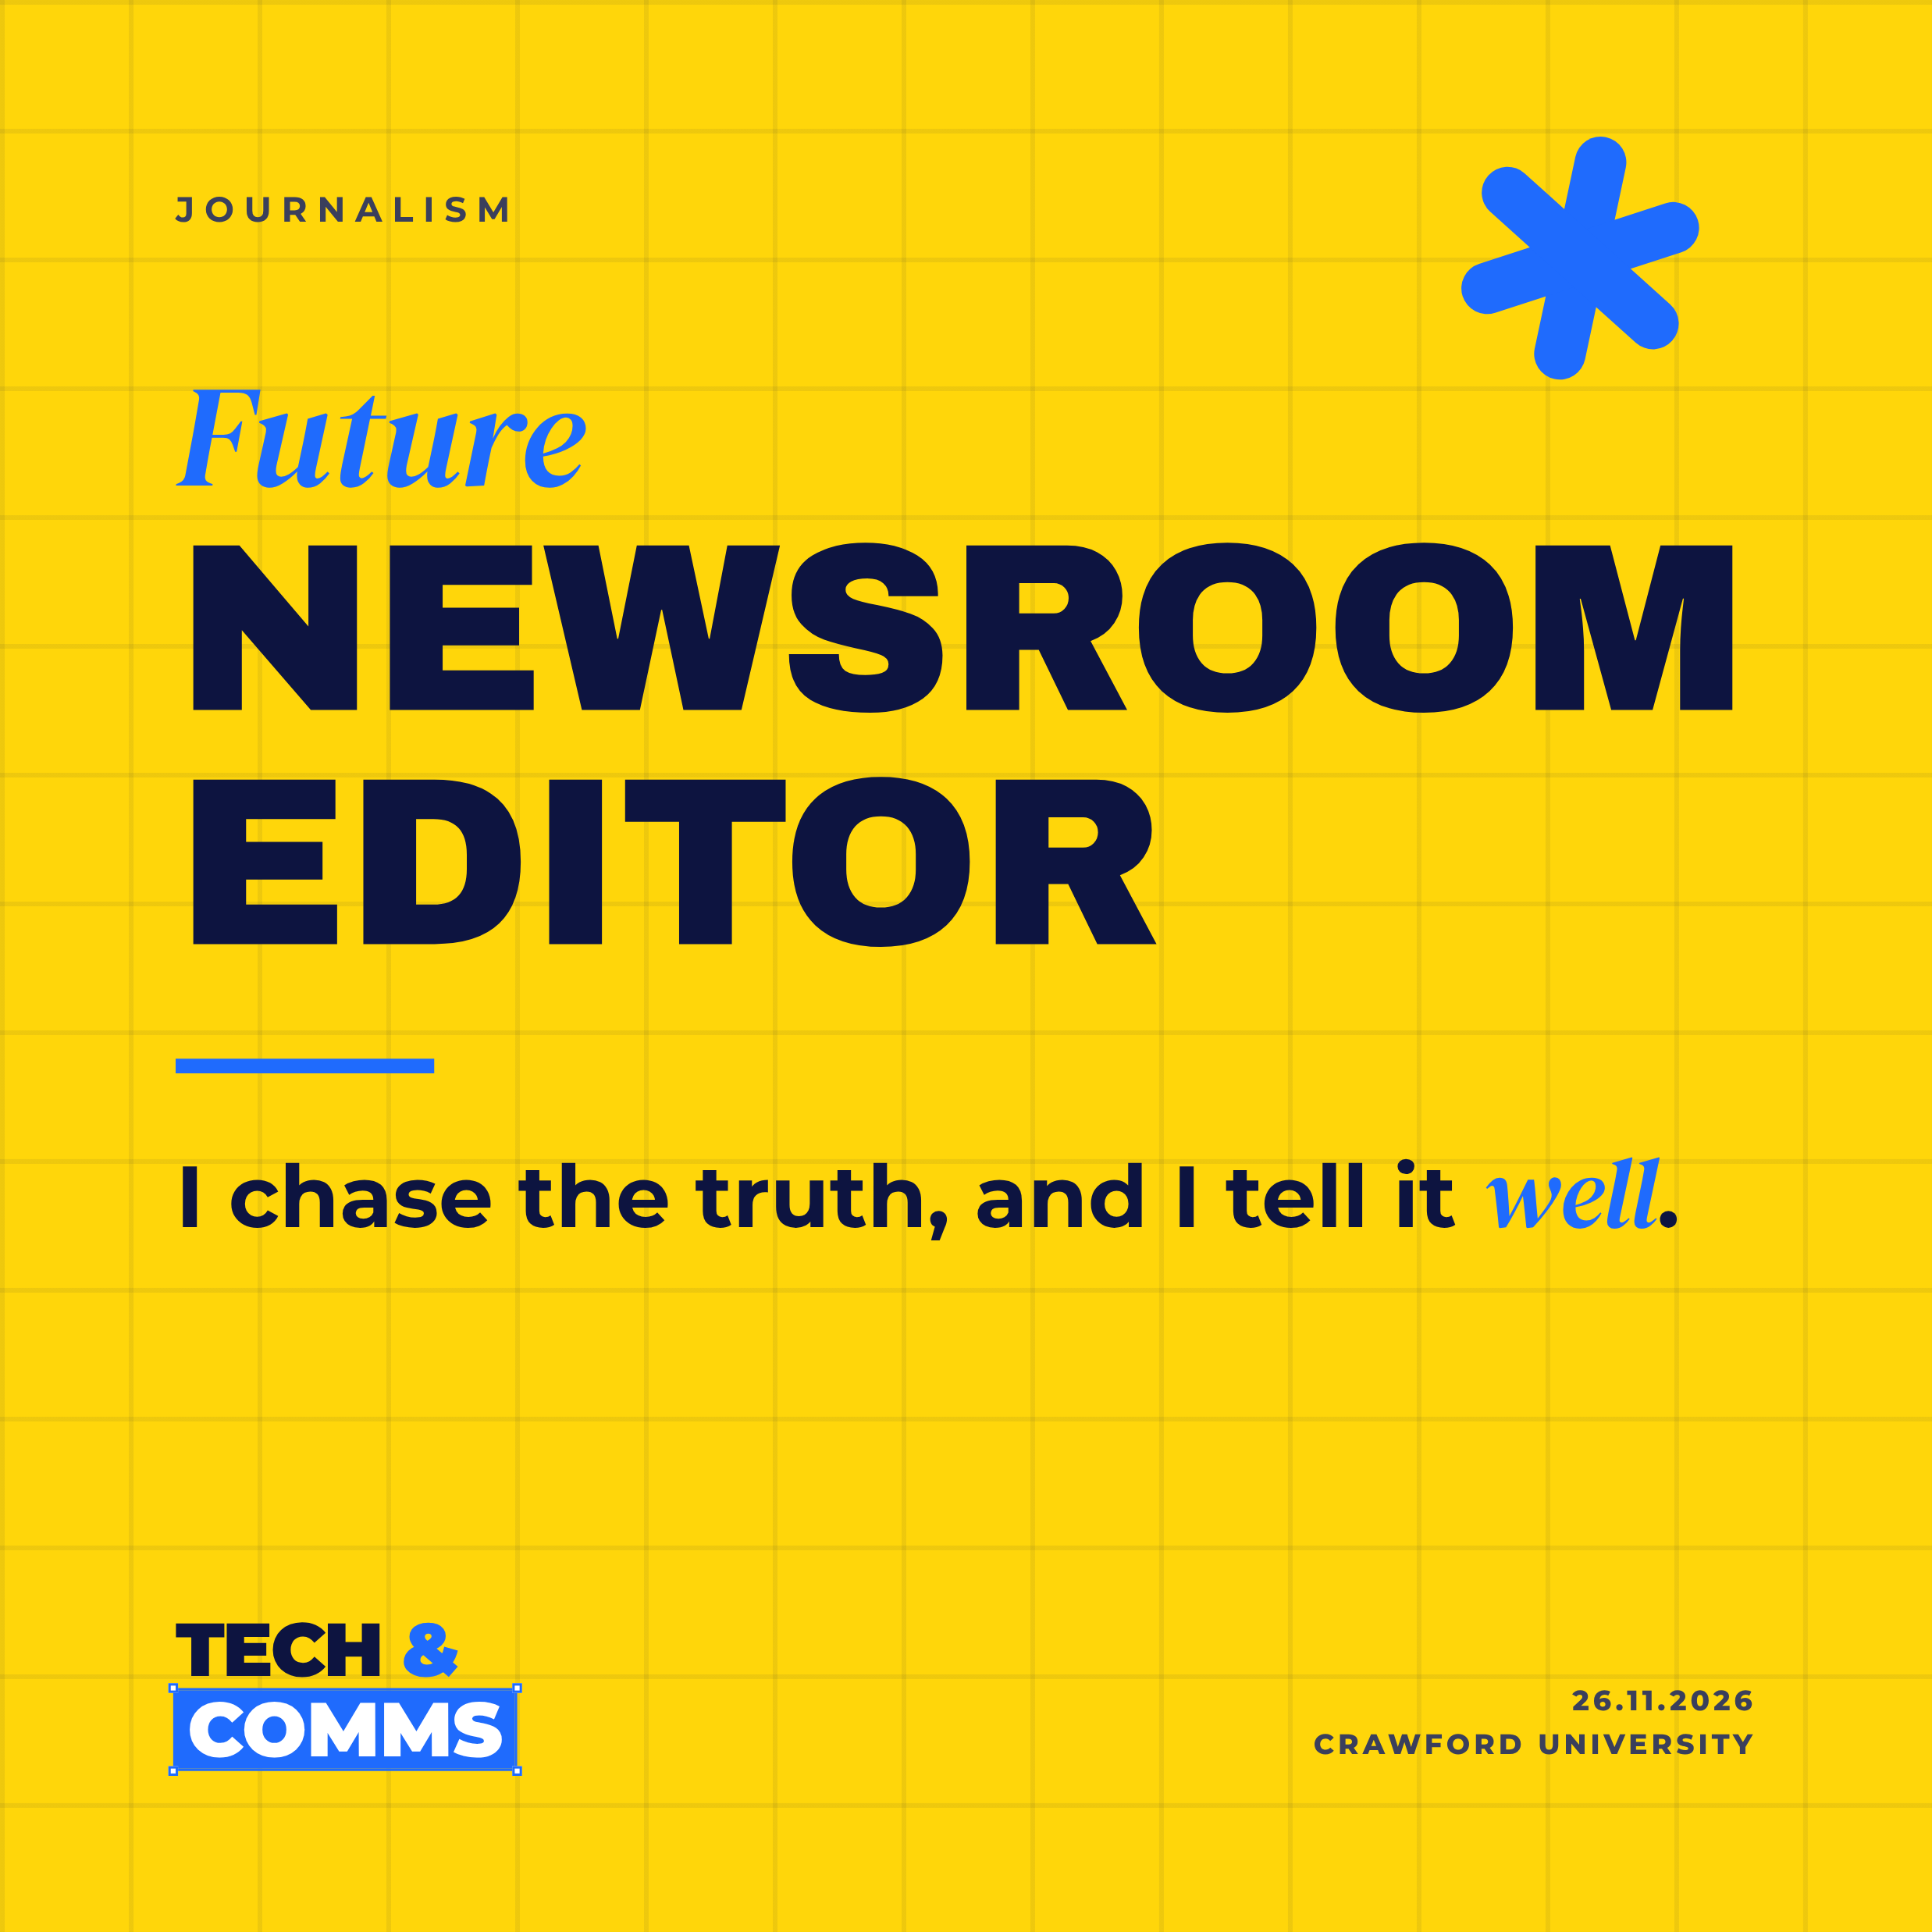 JOURNALISM
Future
NEWSROOM
EDITOR
I chase the truth, and I tell it well.
TECH &
COMMS
26.11.2026
CRAWFORD UNIVERSITY